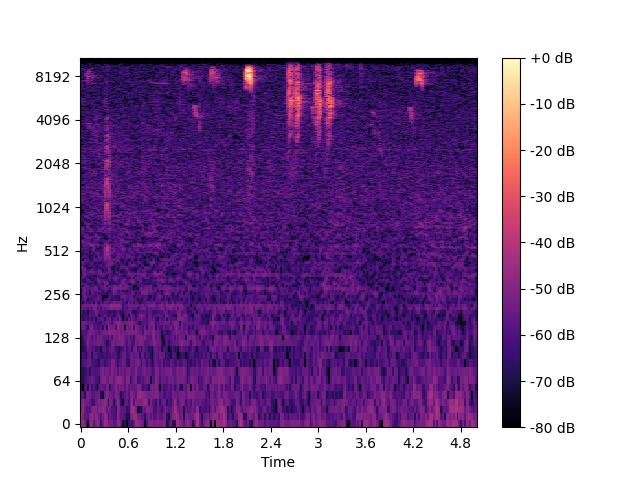 8192
4096
2048
1024
512
256
128
64
0
Hz
0 0.6 1.2 1.8 2.4 3 3.6 4.2 4.8
Time
+0 dB
-10 dB
-20 dB
-30 dB
-40 dB
-50 dB
-60 dB
-70 dB
-80 dB